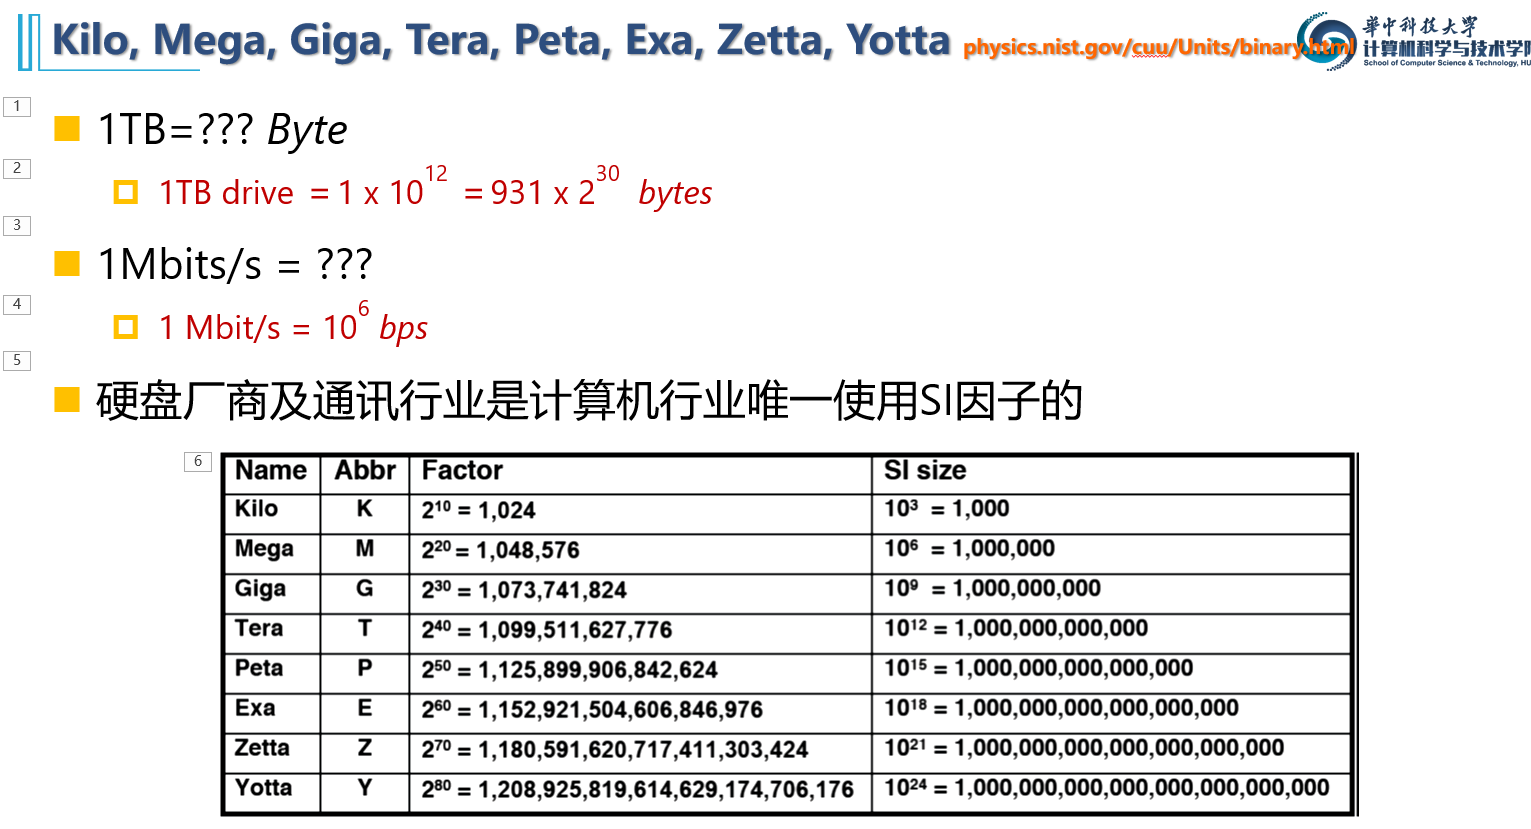 Kilo, Mega, Giga, Tera, Peta, Exa, Zetta, Yotta physics.nist.gov/cuu/Units/binary.html
華中科技大學
计算机科学与技术学院
School of Computer Science & Technology, HU
1
1TB=??? Byte
2
1TB drive = 1 x 10^12 = 931 x 2^30 bytes
3
1Mbits/s = ???
4
1 Mbit/s = 10^6 bps
5
硬盘厂商及通讯行业是计算机行业唯一使用SI因子的
6
Name Abbr Factor SI size
Kilo K 2^10 = 1,024 10^3 = 1,000
Mega M 2^20 = 1,048,576 10^6 = 1,000,000
Giga G 2^30 = 1,073,741,824 10^9 = 1,000,000,000
Tera T 2^40 = 1,099,511,627,776 10^12 = 1,000,000,000,000
Peta P 2^50 = 1,125,899,906,842,624 10^15 = 1,000,000,000,000,000
Exa E 2^60 = 1,152,921,504,606,846,976 10^18 = 1,000,000,000,000,000,000
Zetta Z 2^70 = 1,180,591,620,717,411,303,424 10^21 = 1,000,000,000,000,000,000,000
Yotta Y 2^80 = 1,208,925,819,614,629,174,706,176 10^24 = 1,000,000,000,000,000,000,000,000